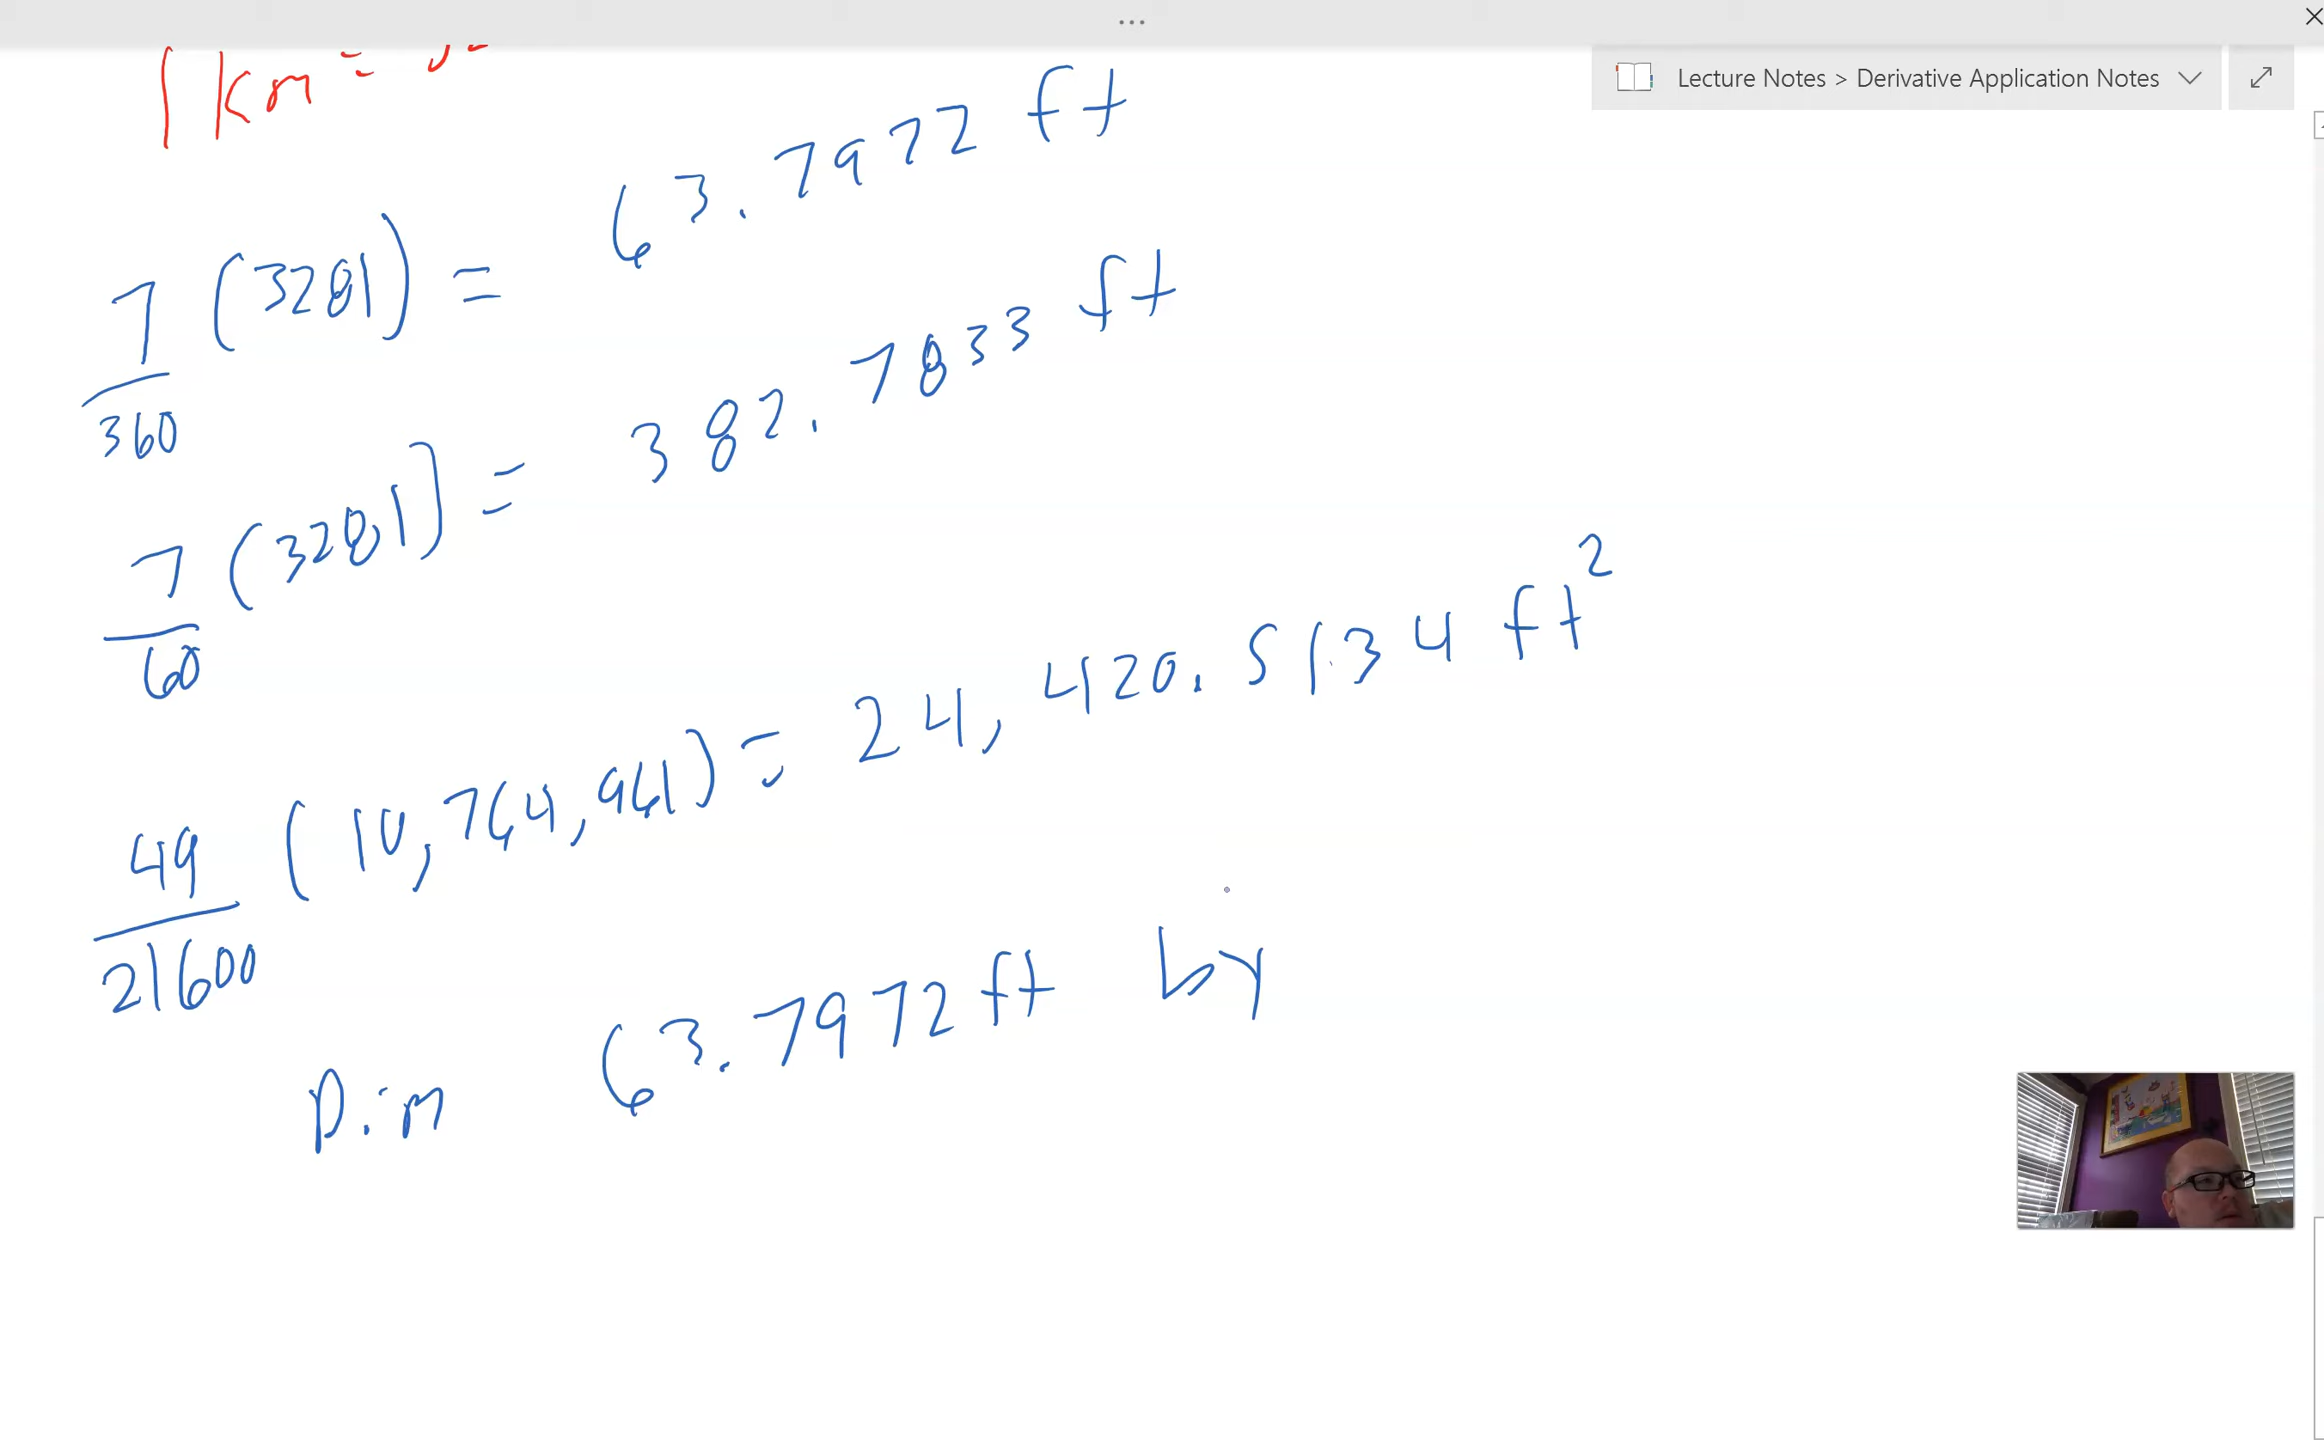 Lecture Notes > Derivative Application Notes
1 km =
7/360 (3281) = 63.7972 ft
7/60 (3281) = 382.7833 ft
49/21600 (10,764,961) = 24,420.5134 ft²
Dim 63.7972 ft by